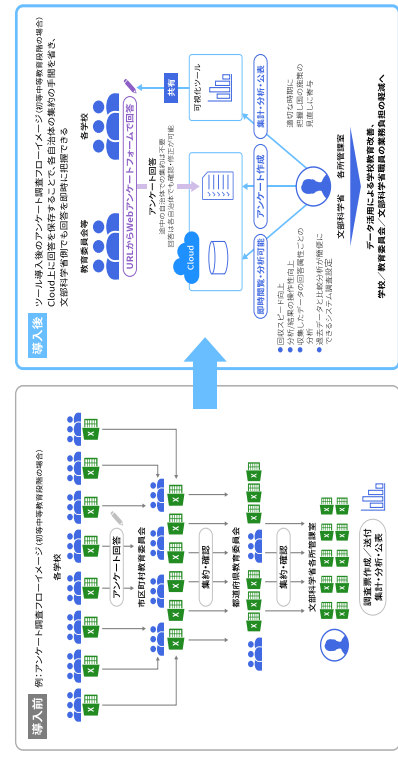 導入前
例：アンケート調査フローイメージ（初等中等教育段階の場合）
各学校
アンケート回答
市区町村教育委員会
集約・確認
都道府県教育委員会
集約・確認
文部科学省各所管課室
調査票作成／送付
集計・分析・公表
導入後
ツール導入後のアンケート調査フローイメージ（初等中等教育段階の場合）
Cloud上に回答を保存することで、各自治体の集約の手間を省き、
文部科学省側でも回答を即時に把握できる
教育委員会等
各学校
URLからWebアンケートフォームで回答
アンケート回答
途中の自治体での集約は不要
回答は各自治体でも確認・修正が可能
共有
可視化ツール
Cloud
即時閲覧・分析可能
アンケート作成
集計・分析・公表
回収スピード向上
分析/結果の操作性向上
収集したデータの回答属性ごとの
分析
過去データと比較分析が簡便に
できるシステム調査設定
適切な時期に
把握し国の施策の
見直しに寄与
文部科学省
各所管課室
データ活用による学校教育改善、
学校／教育委員会／文部科学省職員の業務負担の軽減へ